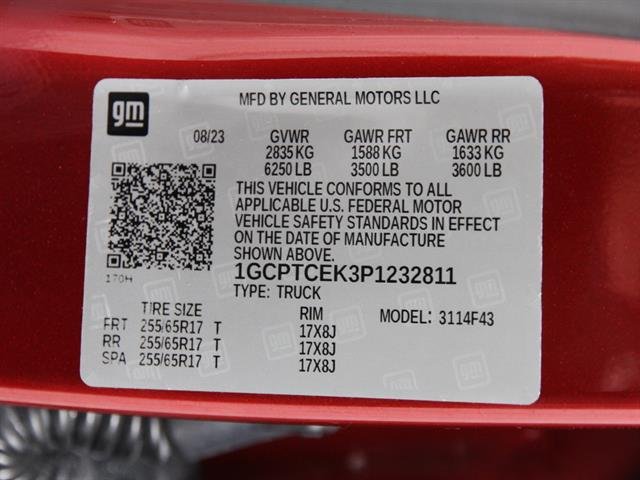 gm
MFD BY GENERAL MOTORS LLC
08/23 GVWR GAWR FRT GAWR RR
2835 KG 1588 KG 1633 KG
6250 LB 3500 LB 3600 LB
THIS VEHICLE CONFORMS TO ALL
APPLICABLE U.S. FEDERAL MOTOR
VEHICLE SAFETY STANDARDS IN EFFECT
ON THE DATE OF MANUFACTURE
SHOWN ABOVE.
170H
1GCPTCEK3P1232811
TYPE: TRUCK
TIRE SIZE RIM MODEL: 3114F43
FRT 255/65R17 T 17X8J
RR 255/65R17 T 17X8J
SPA 255/65R17 T 17X8J